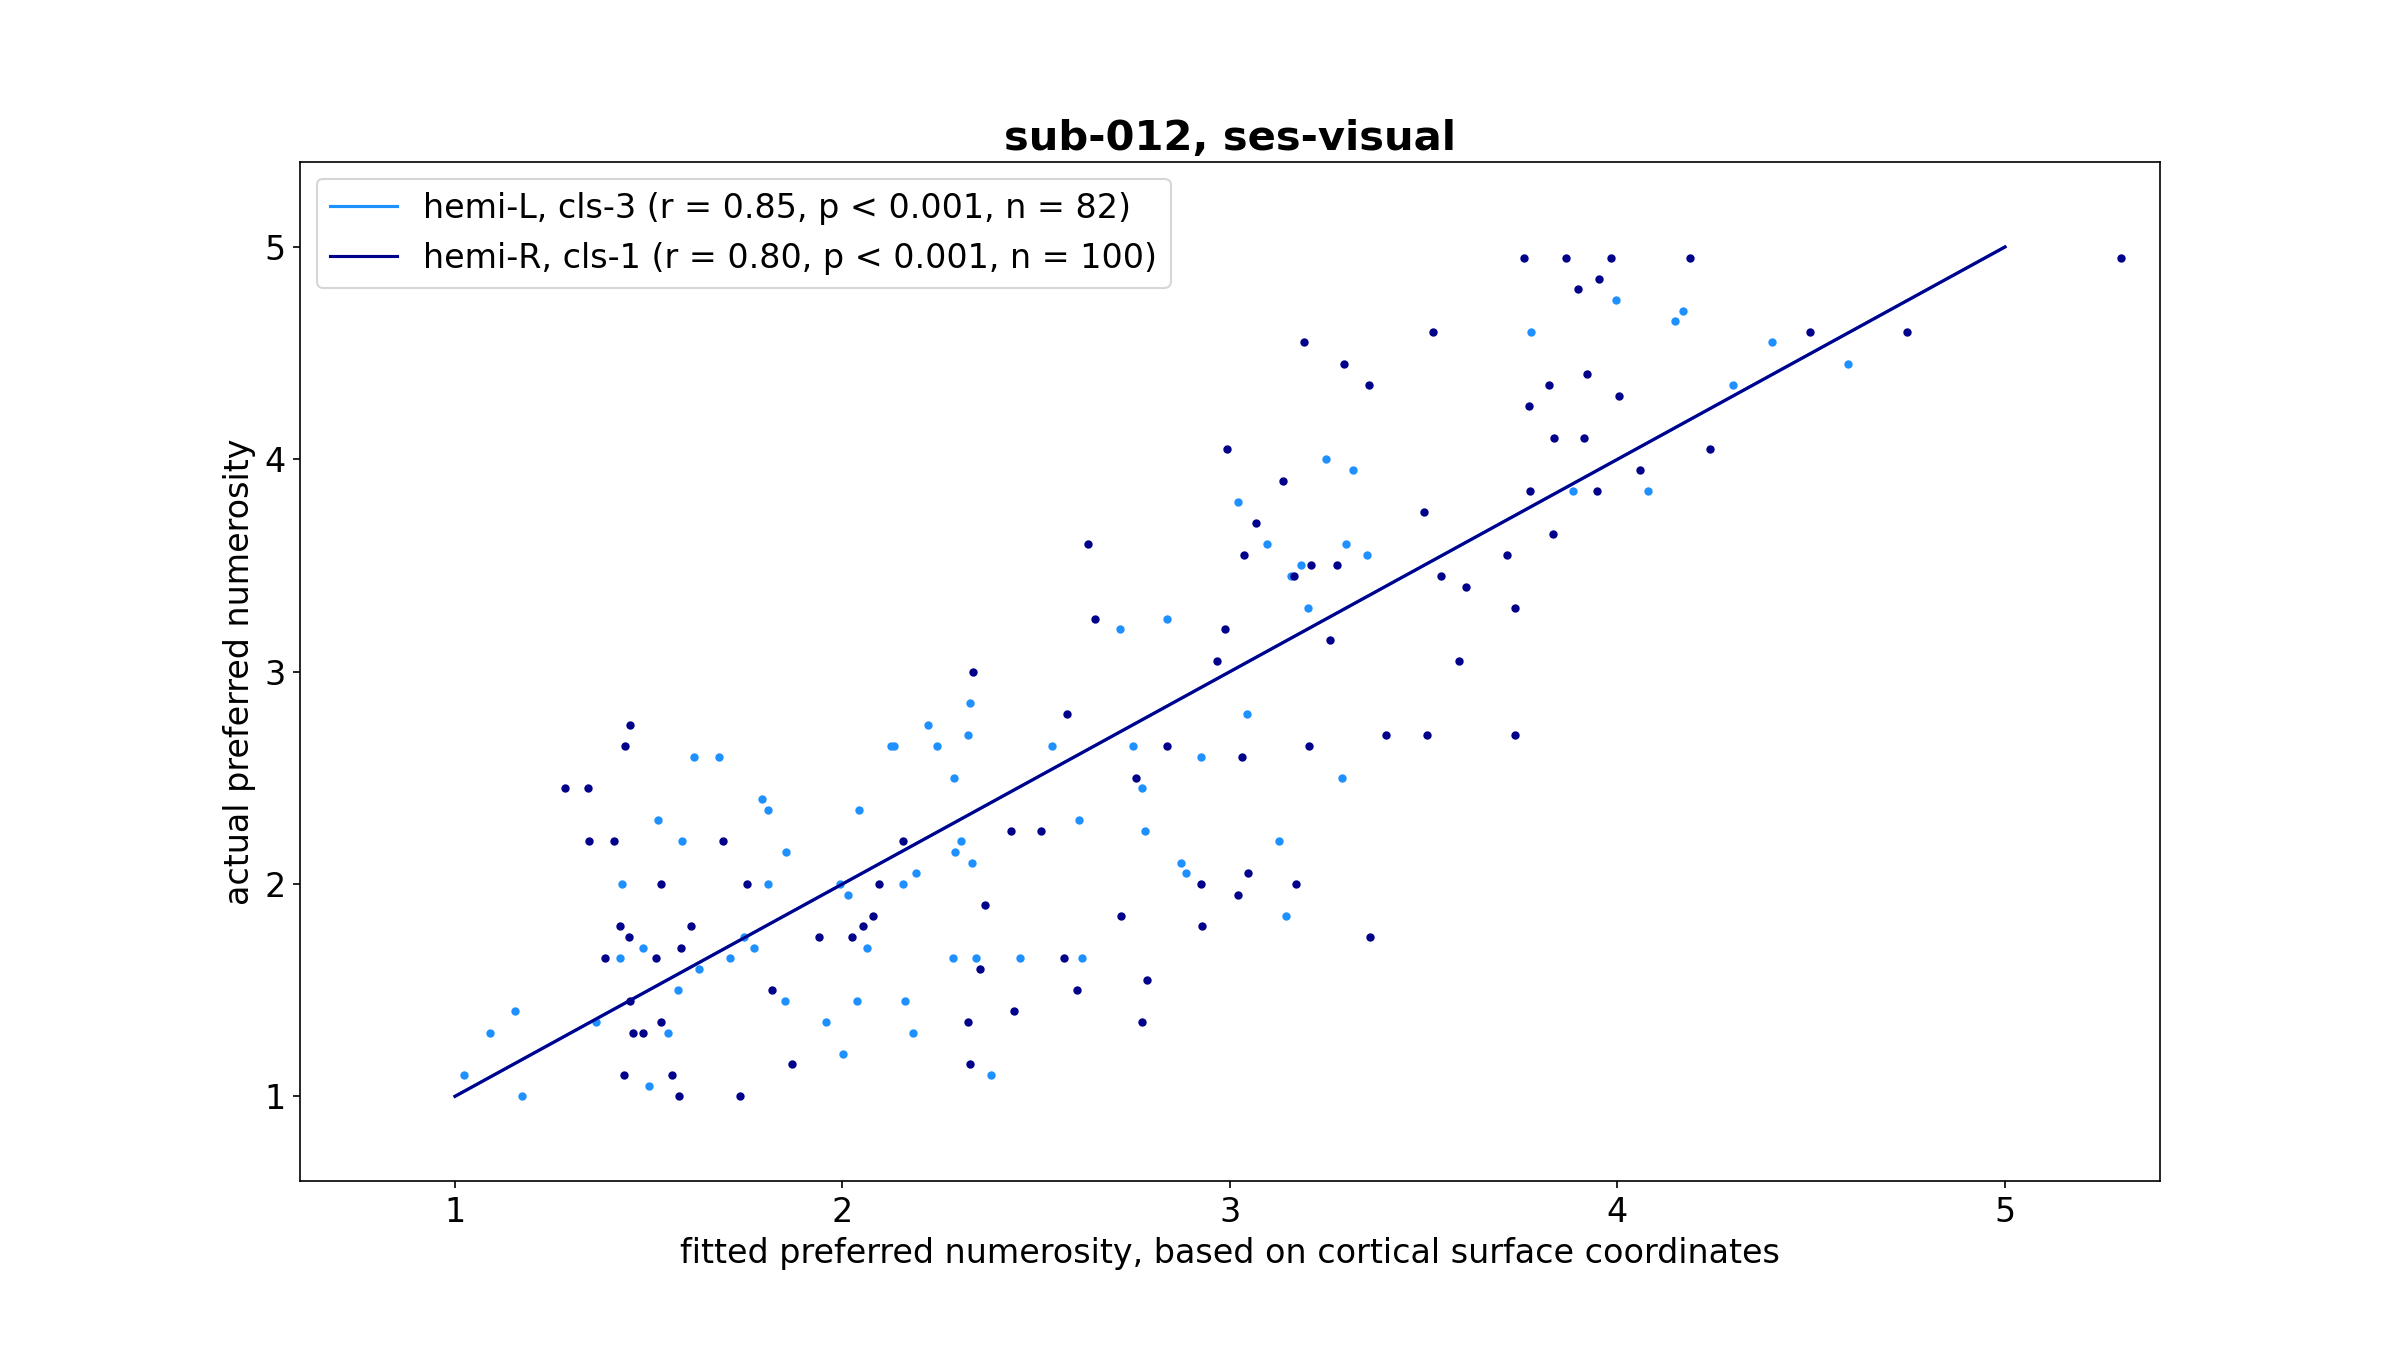 sub-012, ses-visual
hemi-L, cls-3 (r = 0.85, p < 0.001, n = 82)
hemi-R, cls-1 (r = 0.80, p < 0.001, n = 100)
actual preferred numerosity
5
4
3
2
1
1 2 3 4 5
fitted preferred numerosity, based on cortical surface coordinates